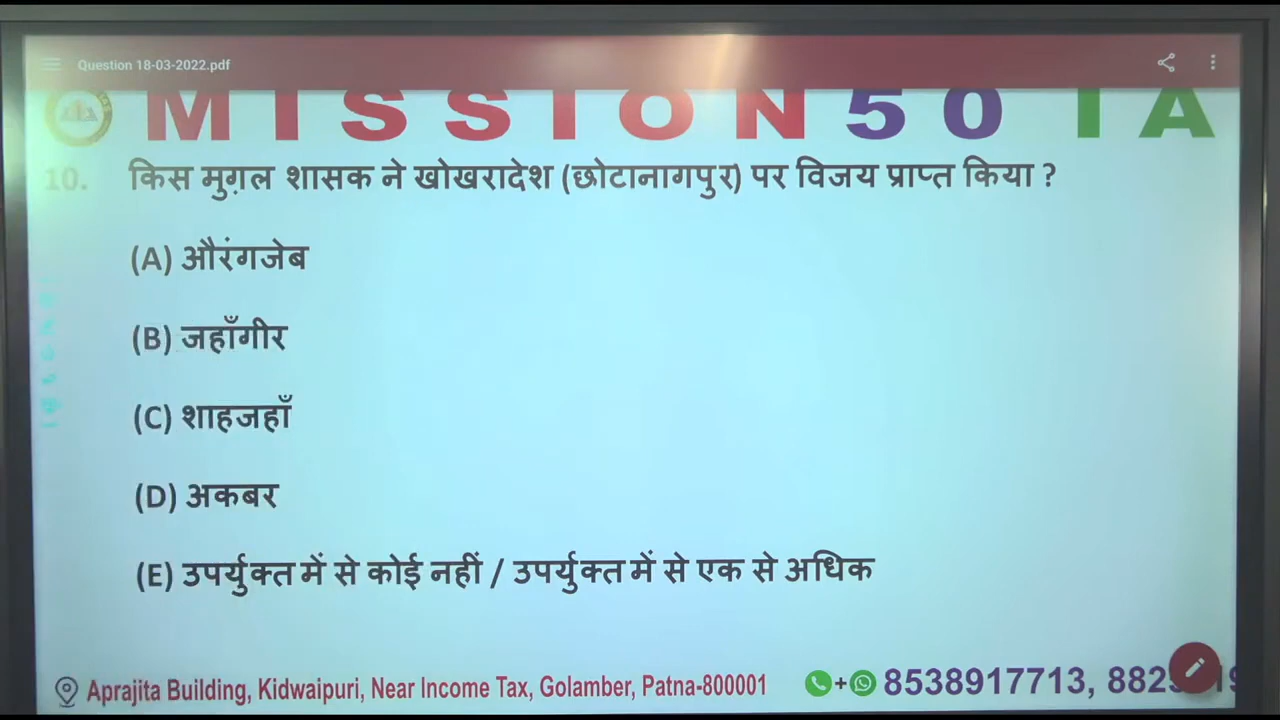 Question 18-03-2022.pdf
MISSION 50 IA
10. किस मुग़ल शासक ने खोखरादेश (छोटानागपुर) पर विजय प्राप्त किया ?
(A) औरंगजेब
(B) जहाँगीर
(C) शाहजहाँ
(D) अकबर
(E) उपर्युक्त में से कोई नहीं / उपर्युक्त में से एक से अधिक
Aprajita Building, Kidwaipuri, Near Income Tax, Golamber, Patna-800001
+ 8538917713,